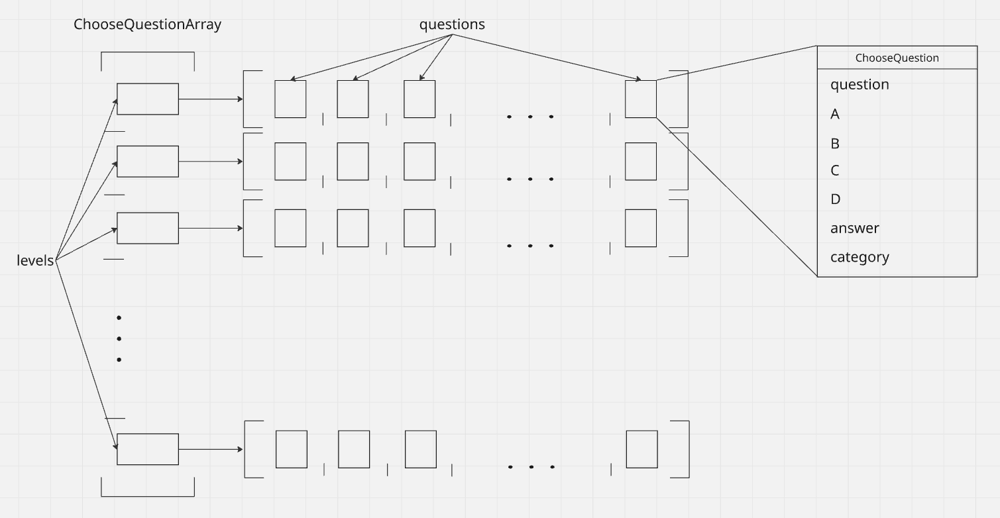 ChooseQuestionArray
questions
ChooseQuestion
question
A
B
C
D
answer
category
levels